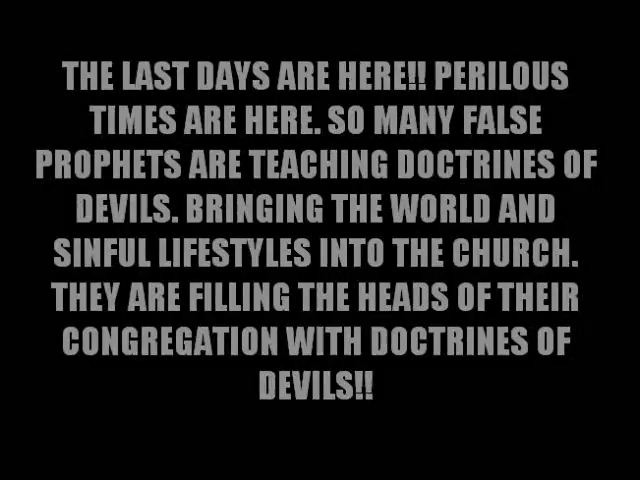 THE LAST DAYS ARE HERE!! PERILOUS
TIMES ARE HERE. SO MANY FALSE
PROPHETS ARE TEACHING DOCTRINES OF
DEVILS. BRINGING THE WORLD AND
SINFUL LIFESTYLES INTO THE CHURCH.
THEY ARE FILLING THE HEADS OF THEIR
CONGREGATION WITH DOCTRINES OF
DEVILS!!